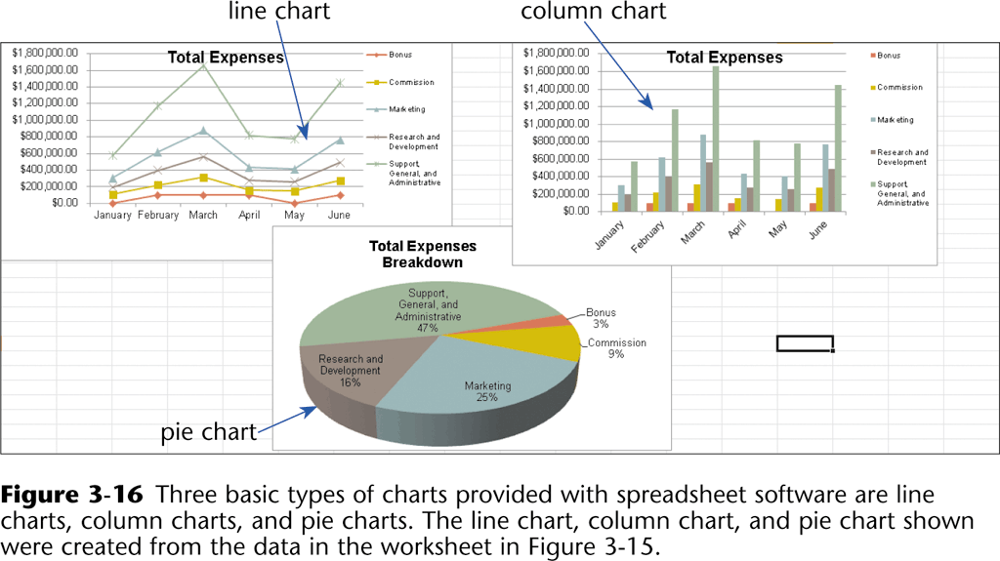 line chart
column chart
Total Expenses
$1,800,000.00
$1,600,000.00
$1,400,000.00
$1,200,000.00
$1,000,000.00
$800,000.00
$600,000.00
$400,000.00
$200,000.00
$0.00
January February March April May June
Bonus
Commission
Marketing
Research and
Development
Support,
General, and
Administrative
Total Expenses
$1,800,000.00
$1,600,000.00
$1,400,000.00
$1,200,000.00
$1,000,000.00
$800,000.00
$600,000.00
$400,000.00
$200,000.00
$0.00
January February March April May June
Bonus
Commission
Marketing
Research and
Development
Support,
General, and
Administrative
Total Expenses
Breakdown
Support,
General, and
Administrative
47%
Bonus
3%
Commission
9%
Research and
Development
16%
Marketing
25%
pie chart
Figure 3-16 Three basic types of charts provided with spreadsheet software are line
charts, column charts, and pie charts. The line chart, column chart, and pie chart shown
were created from the data in the worksheet in Figure 3-15.